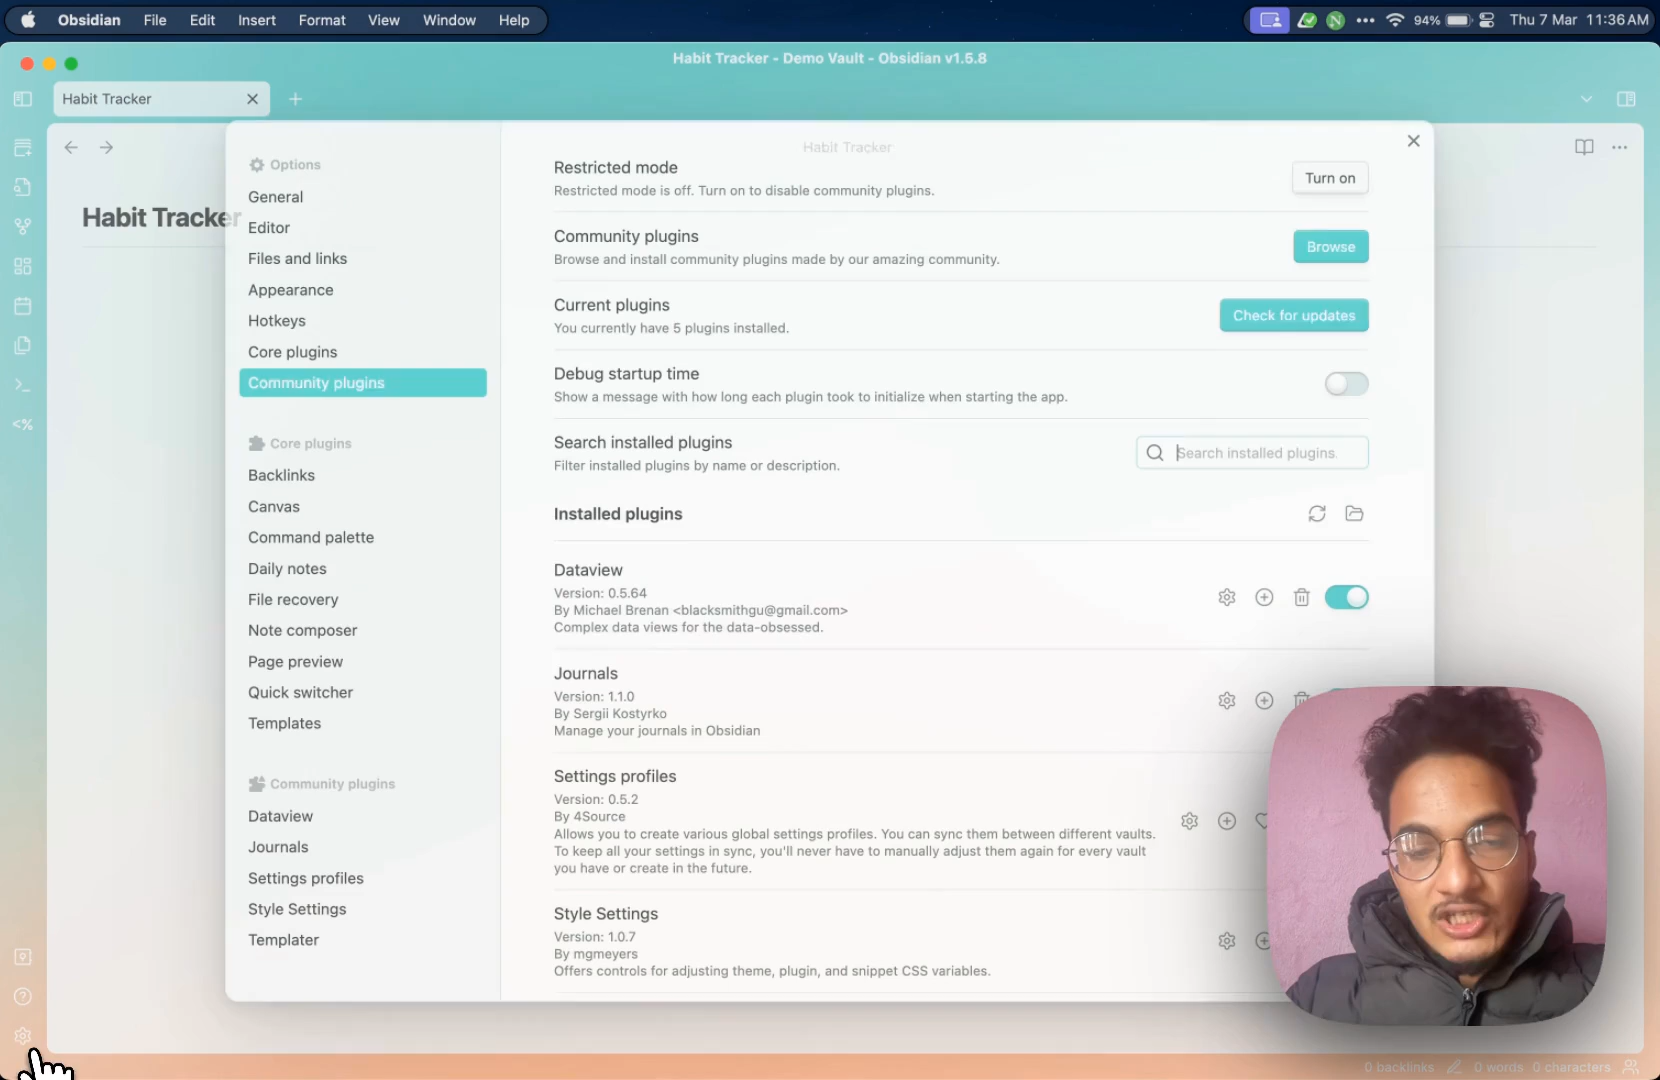 Obsidian File Edit Insert Format View Window Help
94% Thu 7 Mar 11:36 AM
Habit Tracker - Demo Vault - Obsidian v1.5.8
Habit Tracker
Habit Tracker
Habit Tracker
Options
General
Editor
Files and links
Appearance
Hotkeys
Core plugins
Community plugins
Core plugins
Backlinks
Canvas
Command palette
Daily notes
File recovery
Note composer
Page preview
Quick switcher
Templates
Community plugins
Dataview
Journals
Settings profiles
Style Settings
Templater
Restricted mode
Restricted mode is off. Turn on to disable community plugins.
Turn on
Community plugins
Browse and install community plugins made by our amazing community.
Browse
Current plugins
You currently have 5 plugins installed.
Check for updates
Debug startup time
Show a message with how long each plugin took to initialize when starting the app.
Search installed plugins
Filter installed plugins by name or description.
Search installed plugins.
Installed plugins
Dataview
Version: 0.5.64
By Michael Brenan <blacksmithgu@gmail.com>
Complex data views for the data-obsessed.
Journals
Version: 1.1.0
By Sergii Kostyrko
Manage your journals in Obsidian
Settings profiles
Version: 0.5.2
By 4Source
Allows you to create various global settings profiles. You can sync them between different vaults.
To keep all your settings in sync, you'll never have to manually adjust them again for every vault
you have or create in the future.
Style Settings
Version: 1.0.7
By mgmeyers
Offers controls for adjusting theme, plugin, and snippet CSS variables.
0 backlinks 0 words 0 characters